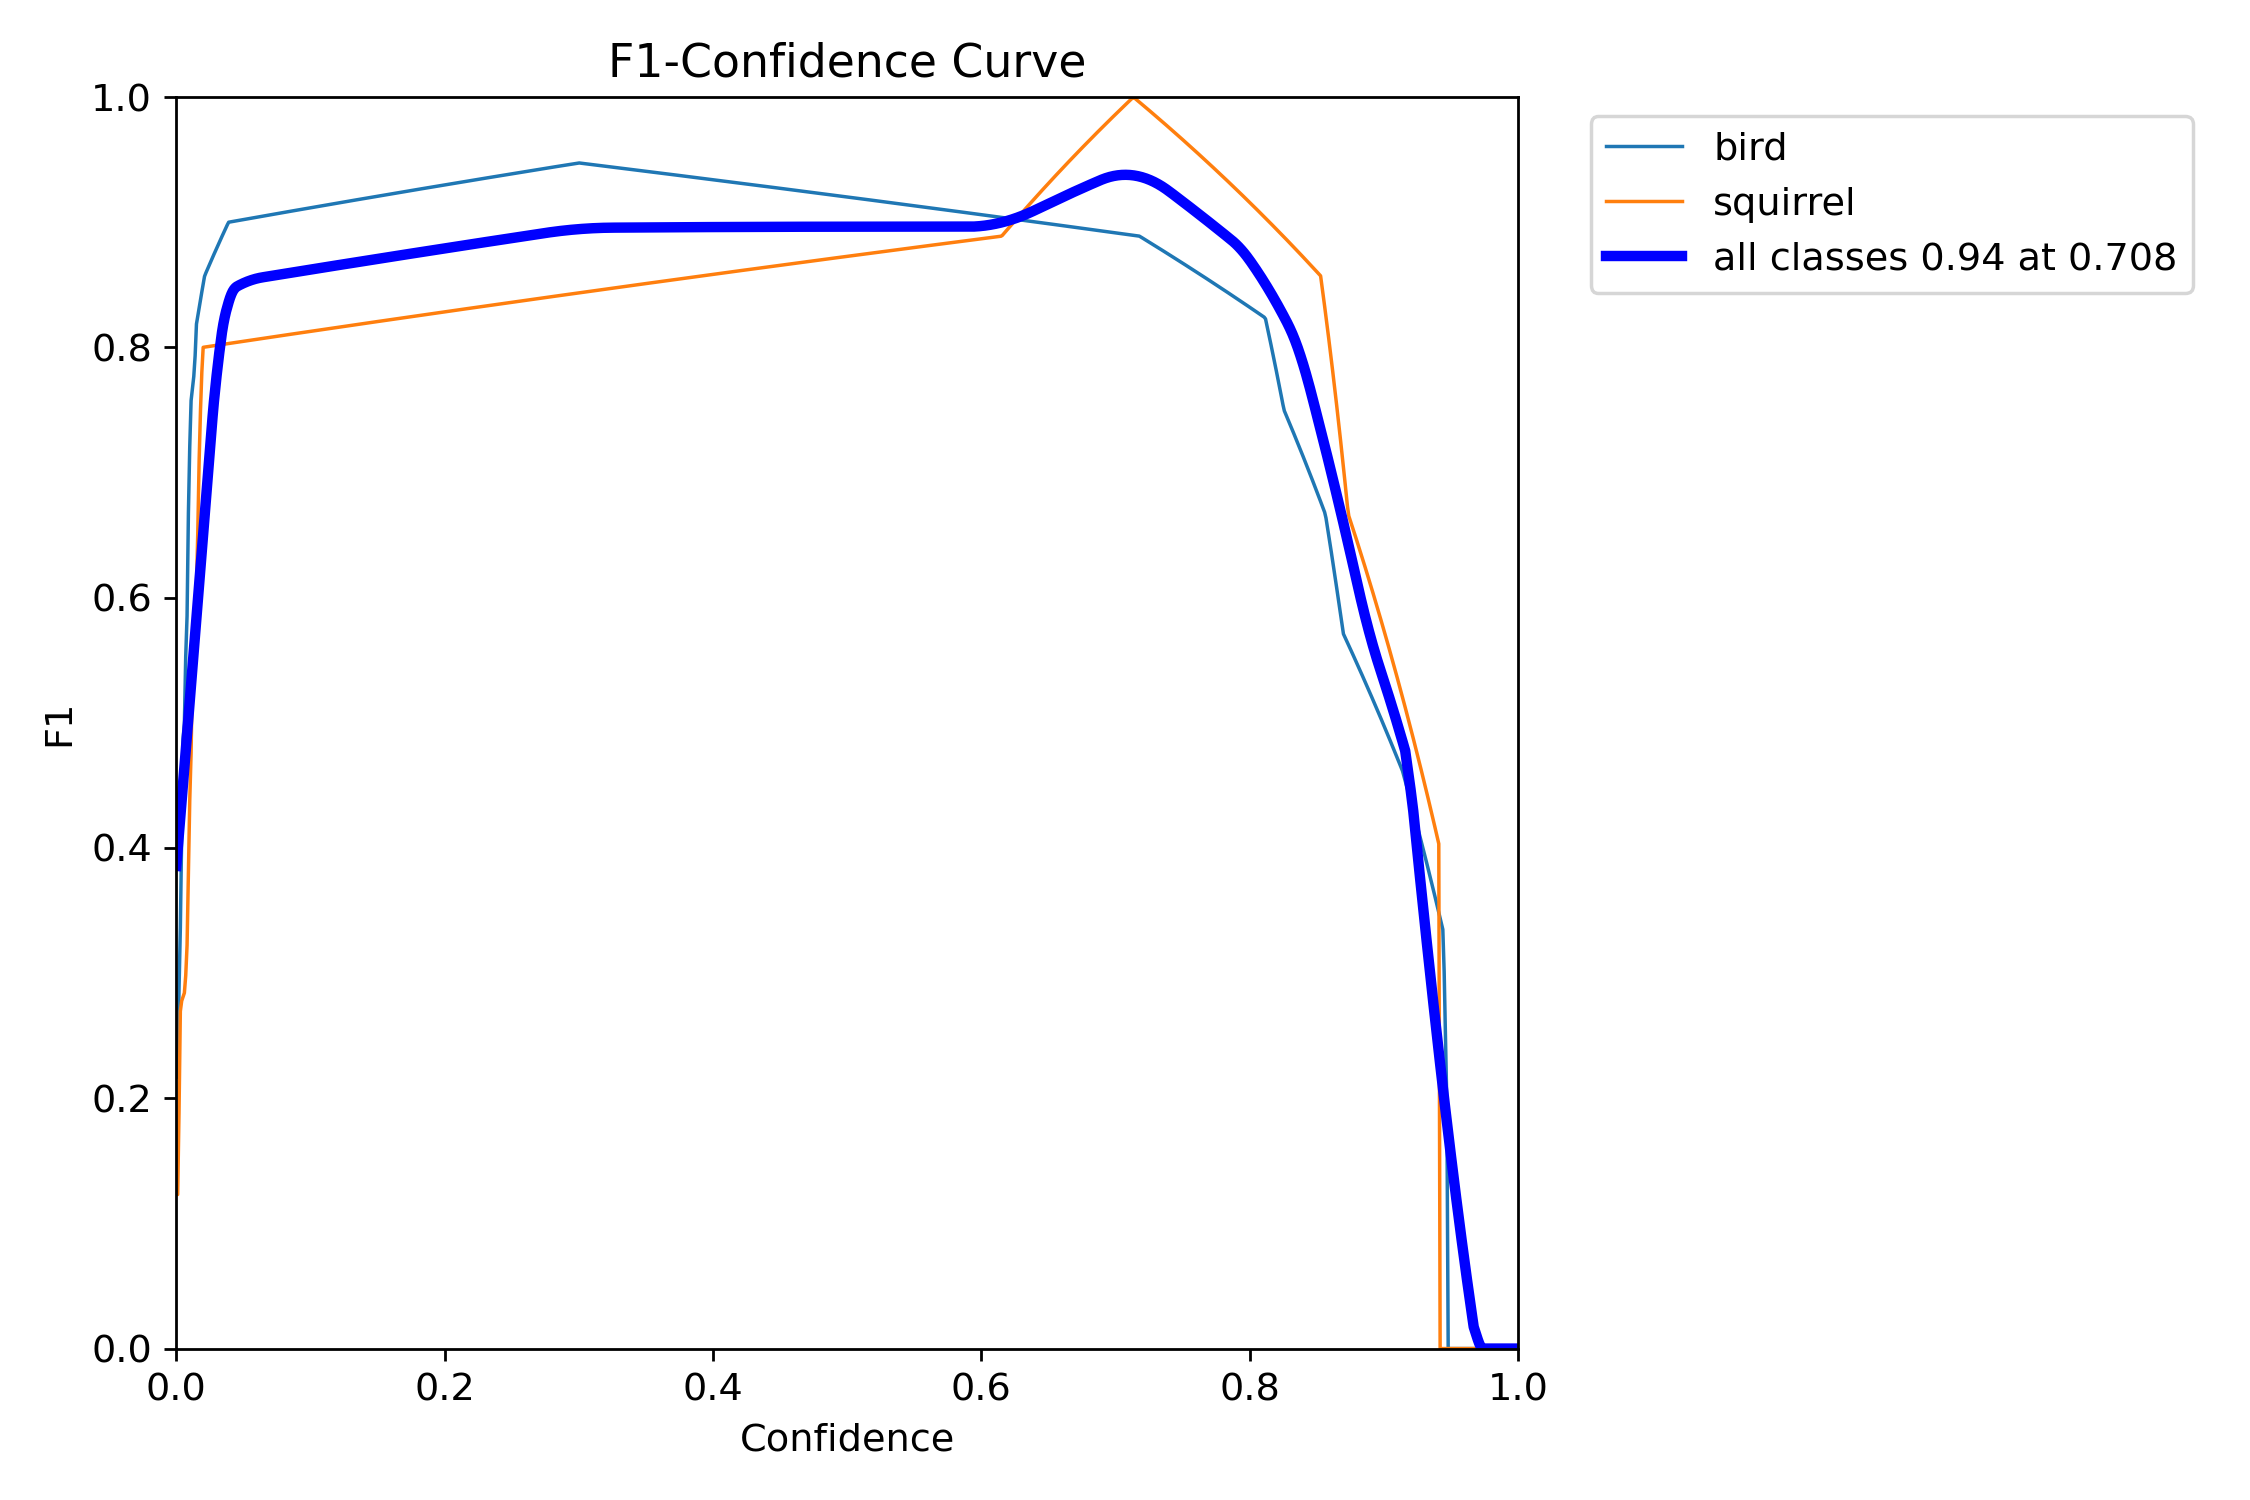 F1-Confidence Curve
1.0
0.8
0.6
0.4
0.2
0.0
F1
0.0 0.2 0.4 0.6 0.8 1.0
Confidence
bird
squirrel
all classes 0.94 at 0.708